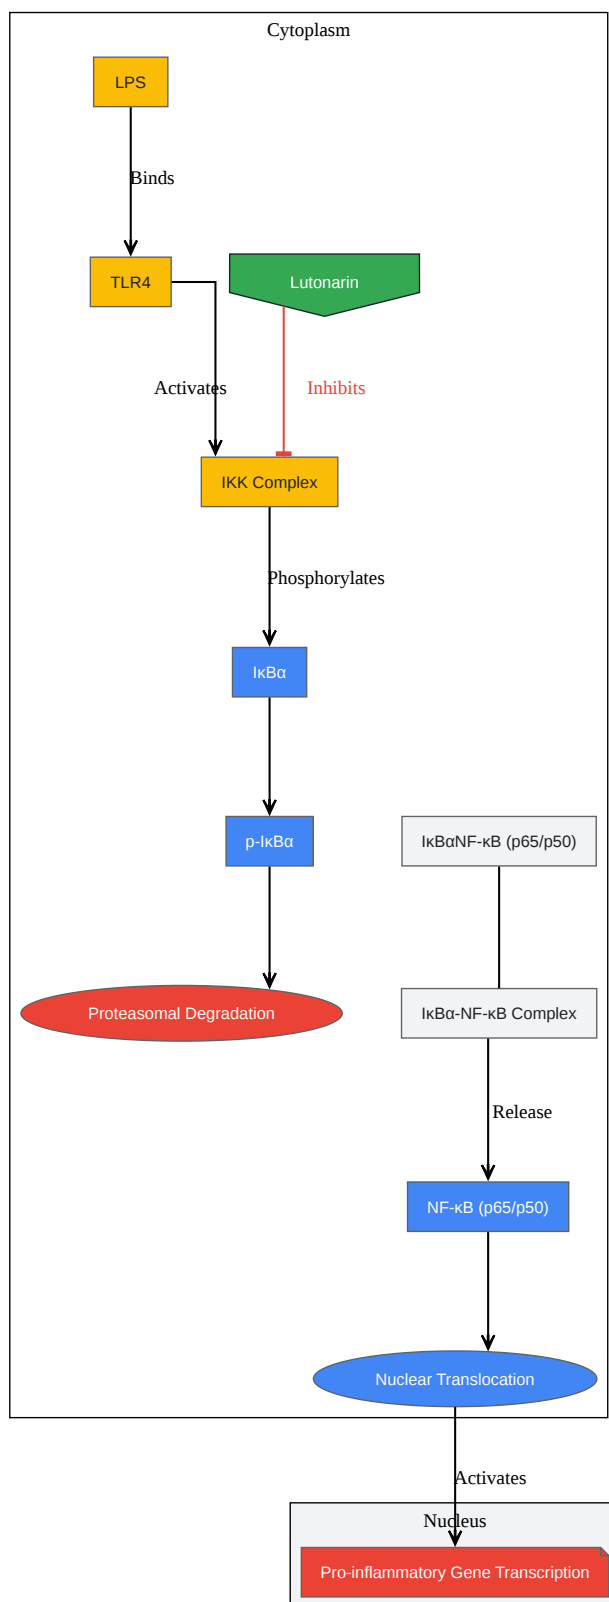 Cytoplasm
LPS
Binds
TLR4
Lutonarin
Activates
Inhibits
IKK Complex
Phosphorylates
IκBα
p-IκBα
IκBαNF-κB (p65/p50)
Proteasomal Degradation
IκBα-NF-κB Complex
Release
NF-κB (p65/p50)
Nuclear Translocation
Activates
Nucleus
Pro-inflammatory Gene Transcription